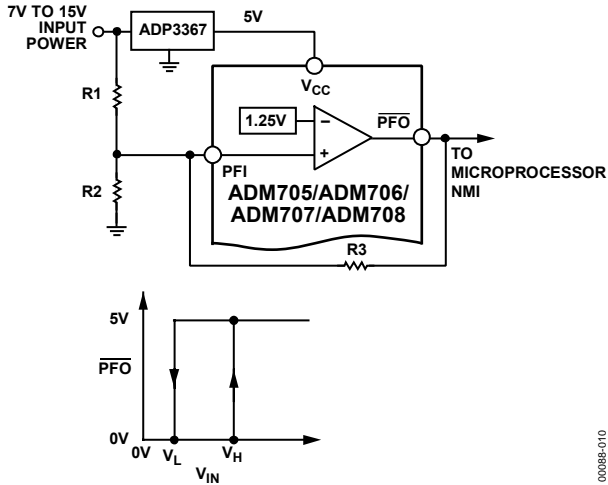 7V TO 15V
INPUT
POWER
ADP3367
5V
R1
VCC
1.25V
–
+
PFO
TO
MICROPROCESSOR
NMI
PFI
R2
ADM705/ADM706/
ADM707/ADM708
R3
5V
PFO
0V
0V VL VH
VIN
00088-010